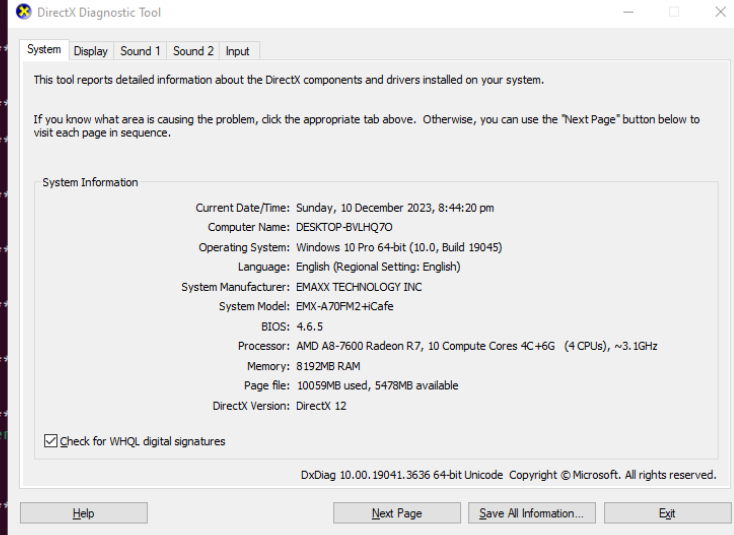 DirectX Diagnostic Tool
System Display Sound 1 Sound 2 Input
This tool reports detailed information about the DirectX components and drivers installed on your system.
If you know what area is causing the problem, click the appropriate tab above. Otherwise, you can use the "Next Page" button below to
visit each page in sequence.
System Information
Current Date/Time: Sunday, 10 December 2023, 8:44:20 pm
Computer Name: DESKTOP-BVLHQ7O
Operating System: Windows 10 Pro 64-bit (10.0, Build 19045)
Language: English (Regional Setting: English)
System Manufacturer: EMAXX TECHNOLOGY INC
System Model: EMX-A70FM2+iCafe
BIOS: 4.6.5
Processor: AMD A8-7600 Radeon R7, 10 Compute Cores 4C+6G (4 CPUs), ~3.1GHz
Memory: 8192MB RAM
Page file: 10059MB used, 5478MB available
DirectX Version: DirectX 12
Check for WHQL digital signatures
DxDiag 10.00.19041.3636 64-bit Unicode Copyright © Microsoft. All rights reserved.
Help Next Page Save All Information... Exit